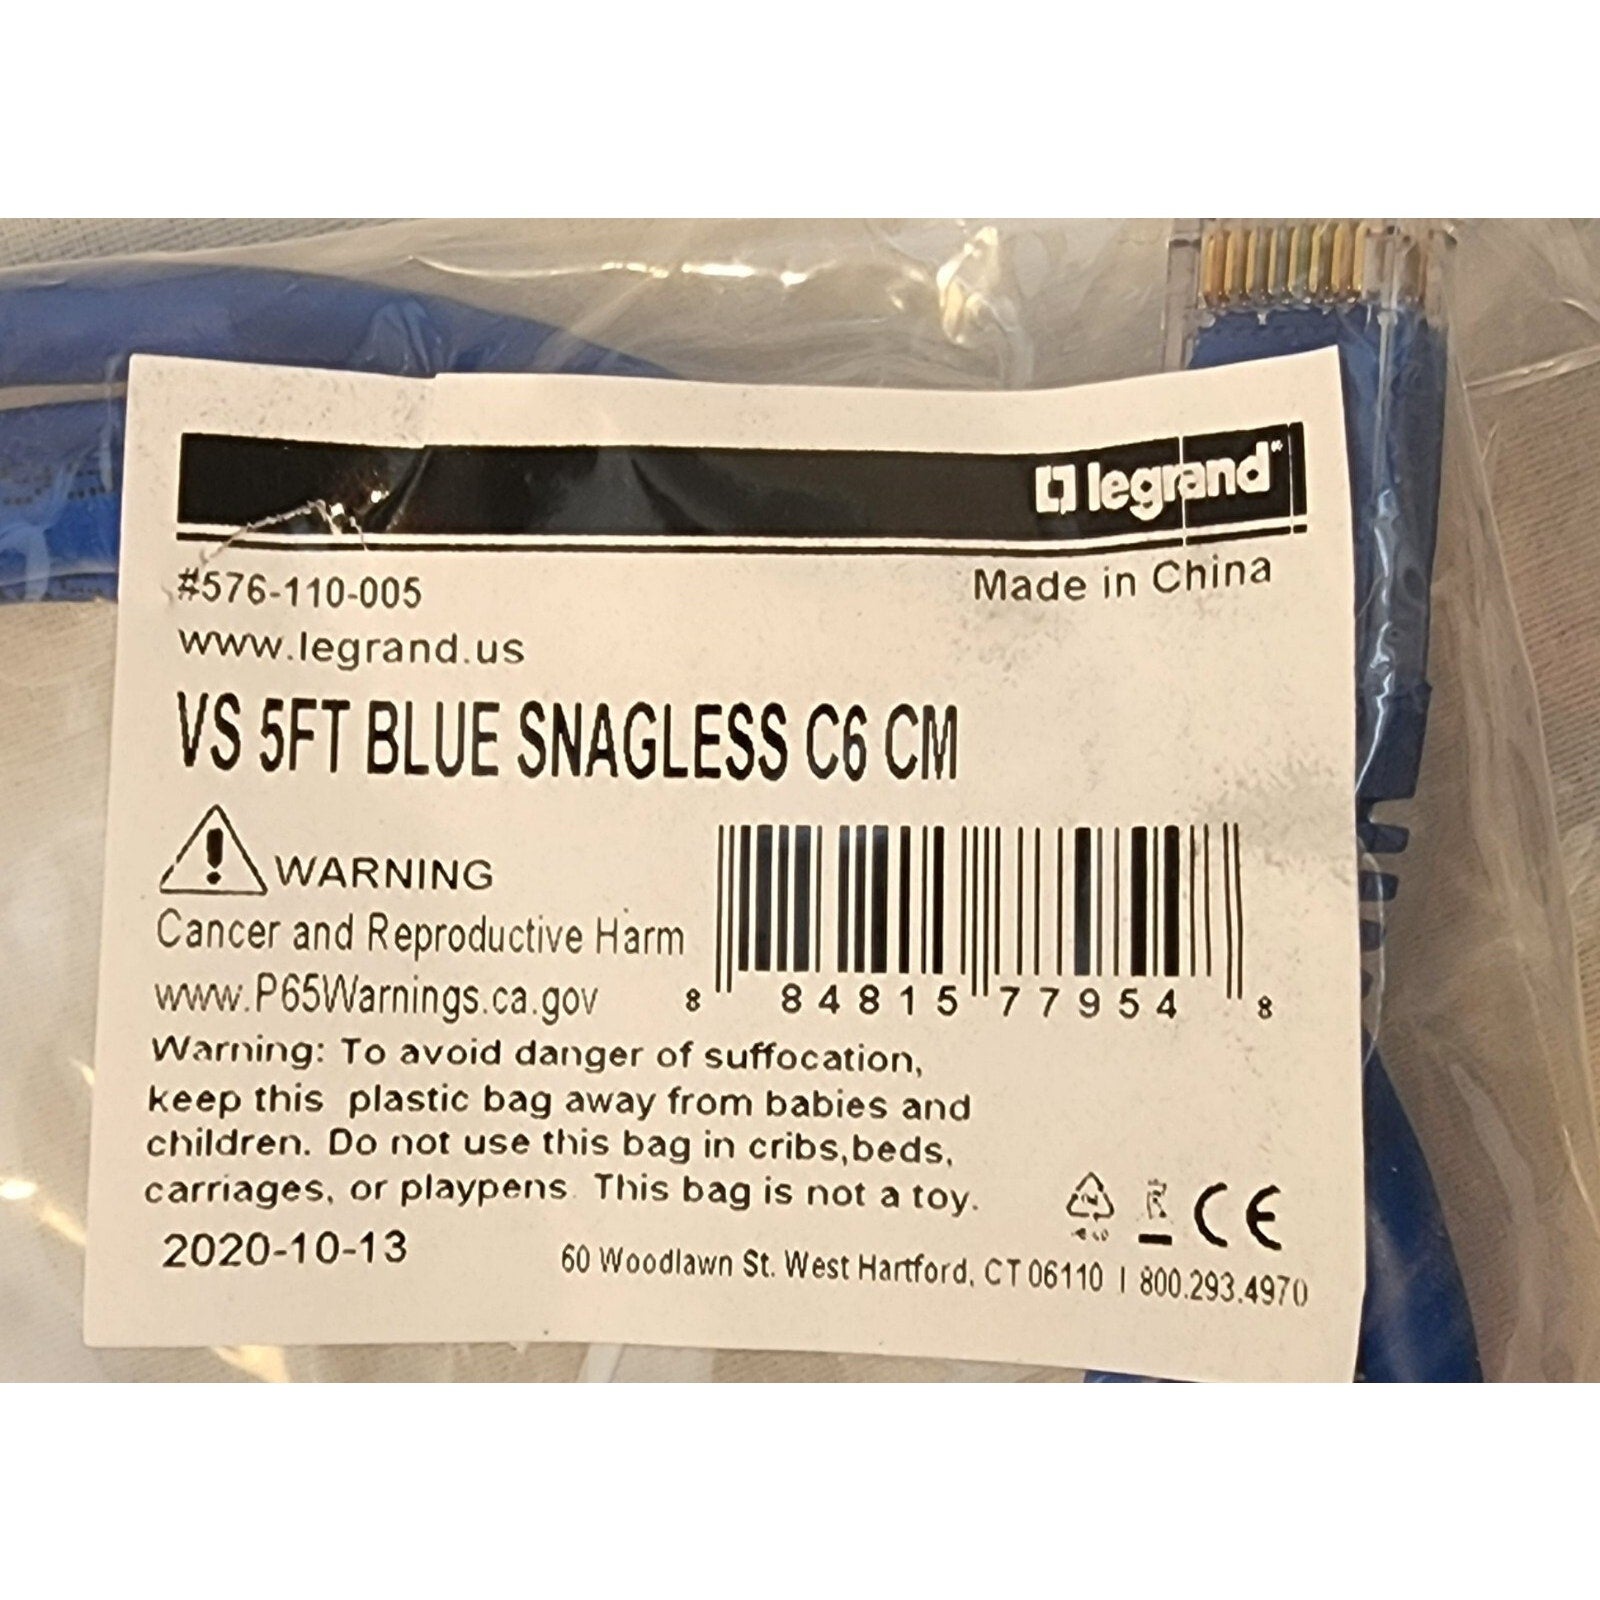 legrand®
#576-110-005
Made in China
www.legrand.us
VS 5FT BLUE SNAGLESS C6 CM
WARNING
Cancer and Reproductive Harm
www.P65Warnings.ca.gov
8 84815 77954 8
Warning: To avoid danger of suffocation,
keep this plastic bag away from babies and
children. Do not use this bag in cribs,beds,
carriages, or playpens. This bag is not a toy.
CE
2020-10-13
60 Woodlawn St. West Hartford, CT 06110 | 800.293.4970